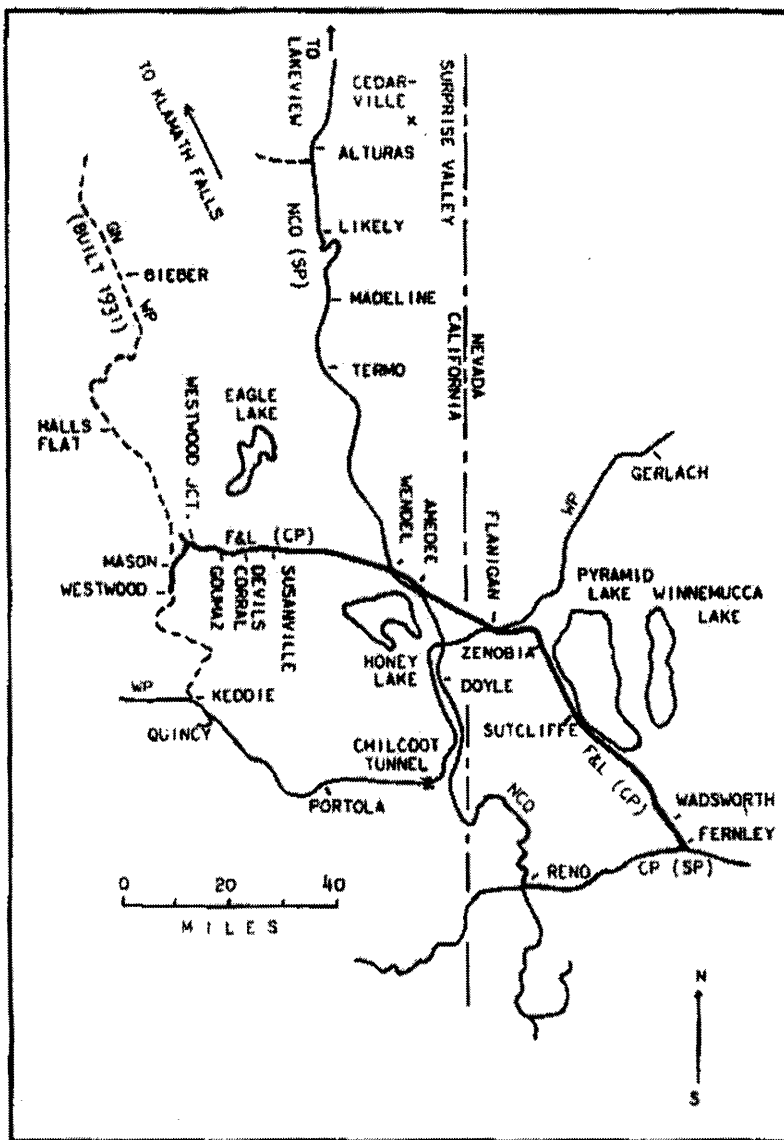 TO
LAKEVIEW
CEDAR-
VILLE
x
SURPRISE VALLEY
TO KLAMATH FALLS
ALTURAS
NCO (SP)
LIKELY
GN
(BUILT 1931)
WP
BIEBER
MADELINE
NEVADA
CALIFORNIA
TERMO
EAGLE
LAKE
WESTWOOD JCT.
HALLS
FLAT
GERLACH
WP
WENDEL
AMEDEE
FLANIGAN
F&L (CP)
MASON
WESTWOOD
GOUMAZ
DEVILS
CORRAL
SUSANVILLE
PYRAMID
LAKE
WINNEMUCCA
LAKE
HONEY
LAKE
ZENOBIA
DOYLE
WP
KEDDIE
QUINCY
SUTCLIFFE
F&L (CP)
CHILCOOT
TUNNEL
PORTOLA
NCO
WADSWORTH
FERNLEY
RENO
CP (SP)
0 20 40
MILES
N
S